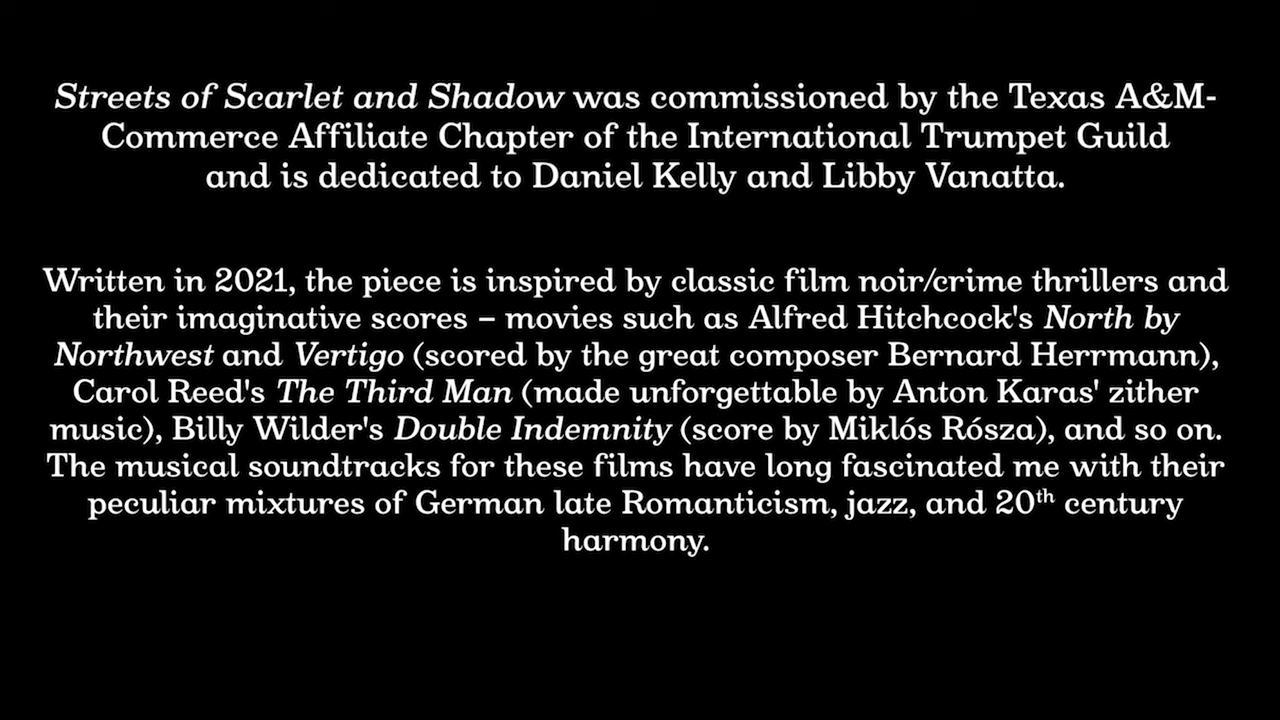 Streets of Scarlet and Shadow was commissioned by the Texas A&M-
Commerce Affiliate Chapter of the International Trumpet Guild
and is dedicated to Daniel Kelly and Libby Vanatta.
Written in 2021, the piece is inspired by classic film noir/crime thrillers and
their imaginative scores – movies such as Alfred Hitchcock's North by
Northwest and Vertigo (scored by the great composer Bernard Herrmann),
Carol Reed's The Third Man (made unforgettable by Anton Karas' zither
music), Billy Wilder's Double Indemnity (score by Miklós Rósza), and so on.
The musical soundtracks for these films have long fascinated me with their
peculiar mixtures of German late Romanticism, jazz, and 20th century
harmony.